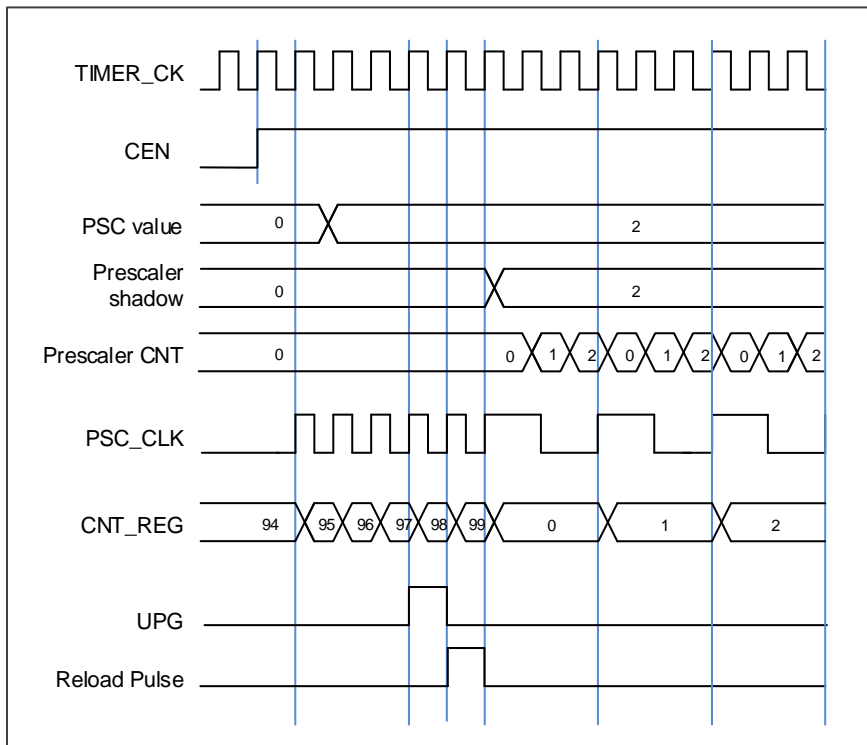 TIMER_CK
CEN
PSC value 0 2
Prescaler
shadow 0 2
Prescaler CNT 0 0 1 2 0 1 2 0 1 2
PSC_CLK
CNT_REG 94 95 96 97 98 99 0 1 2
UPG
Reload Pulse